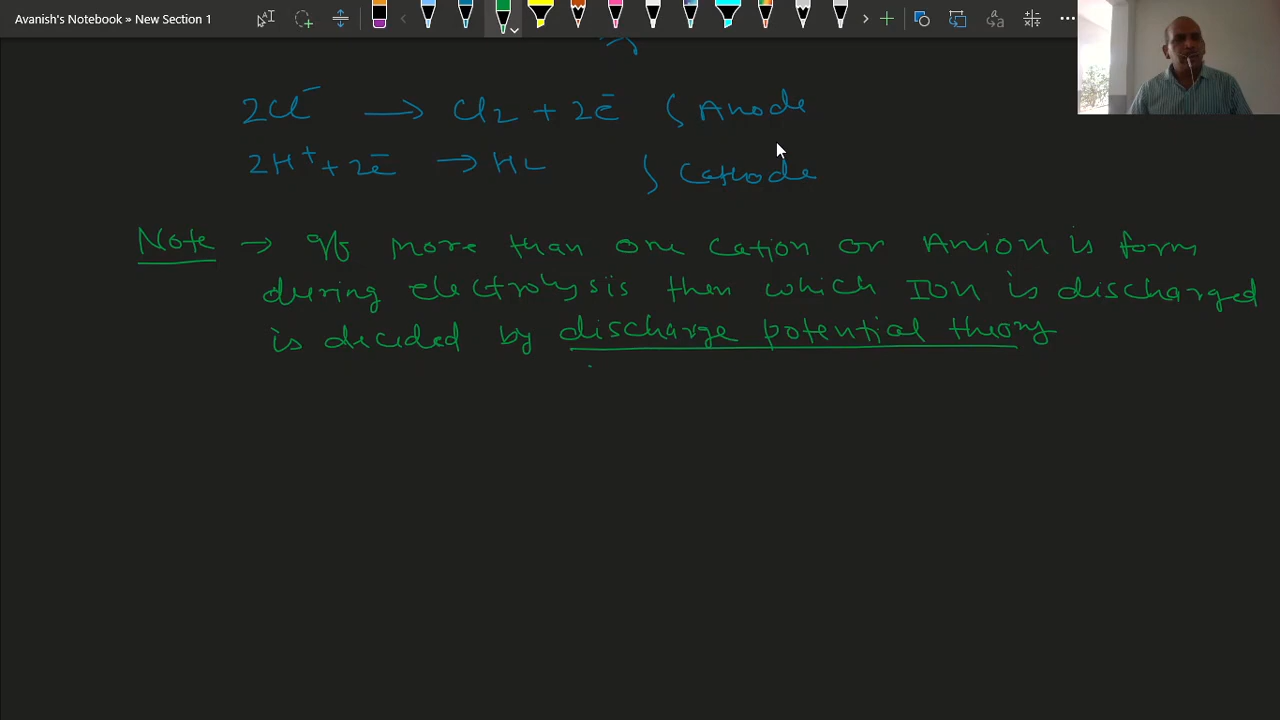 Avanish's Notebook » New Section 1
2Cl⁻ → Cl2 + 2e⁻ { Anode
2H⁺ + 2e⁻ → H2 } Cathode
Note → If more than one cation or Anion is form
during electrolysis then which Ion is discharged
is decided by discharge potential theory